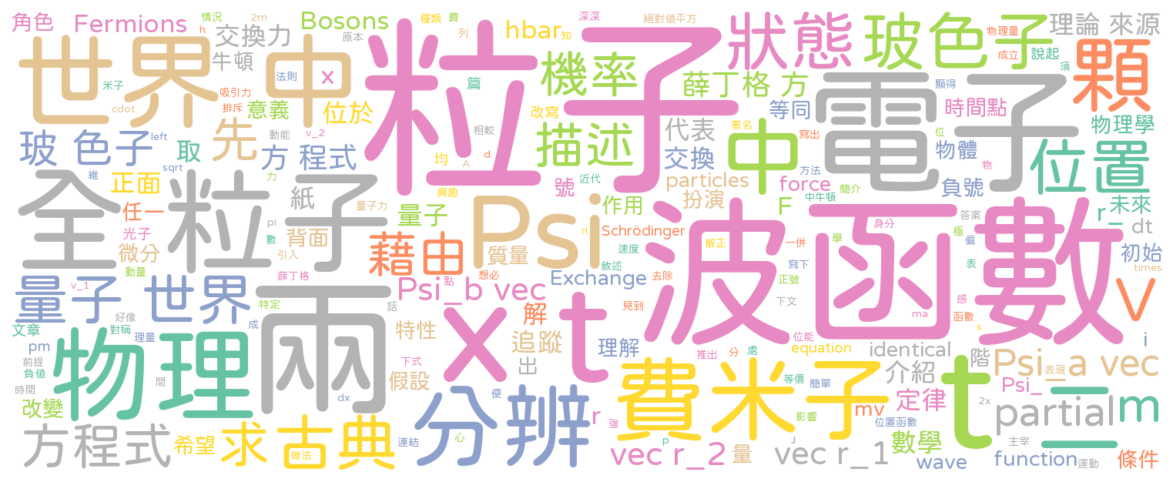 角色 Fermions 情況 2m 種類 費 列 深深 絕對值平方 物理量 成立 說起 理論 來源
h 交換力 Bosons 原本 hbar 知 狀態 玻色子
世界 中 粒子 機率 薛丁格 方 電子 顆
牛頓 法則 x 篇
米子 吸引力 排斥 意義 位於 改寫 等同 時間點 須
cdot 動能 v_2 描述 代表 中 著名 寫出 位 物理學
玻 色子 left 先 方 程式 相較 均 A d 交換 方法 物體 位置
sqrt 取 維 力 興趣 近代 號 particles force 物
全 粒子 正面 紙 量子力 Psi 作用 扮演 簡介 中牛頓 負號 r_ 未來
任一 光子 pi 背面 量子 ri Schrödinger F 答案 身分 dt
微分 數 引入 藉由 質量 速度 解正 一併 學 極 偏 初始
動量 薛丁格 想必 點 敘述 寫下 表 times
量子 世界 v_1 特定 話 Psi_b vec Exchange 去除 正號 感 V
兩 x t 見到 下文 函數 波函數
文章 好像 對稱 成 特性 解 ma s i
pm 理量 追蹤 理解 位能 equation identical
前提 負值 物理 間 下式 出 推出 分 處 介紹 階 Psi_a vec
時間 dx 假設 便 等價 簡單 費米子 Psi_ 表現 t 二 m
改變 分辨 r 影響 mv 定律 2x partial
方程式 希望 求 古典 連結 強 位置函數 數學 主宰
做法 心 vec r_2 p 量 J vec r_1 wave function 運動 條件